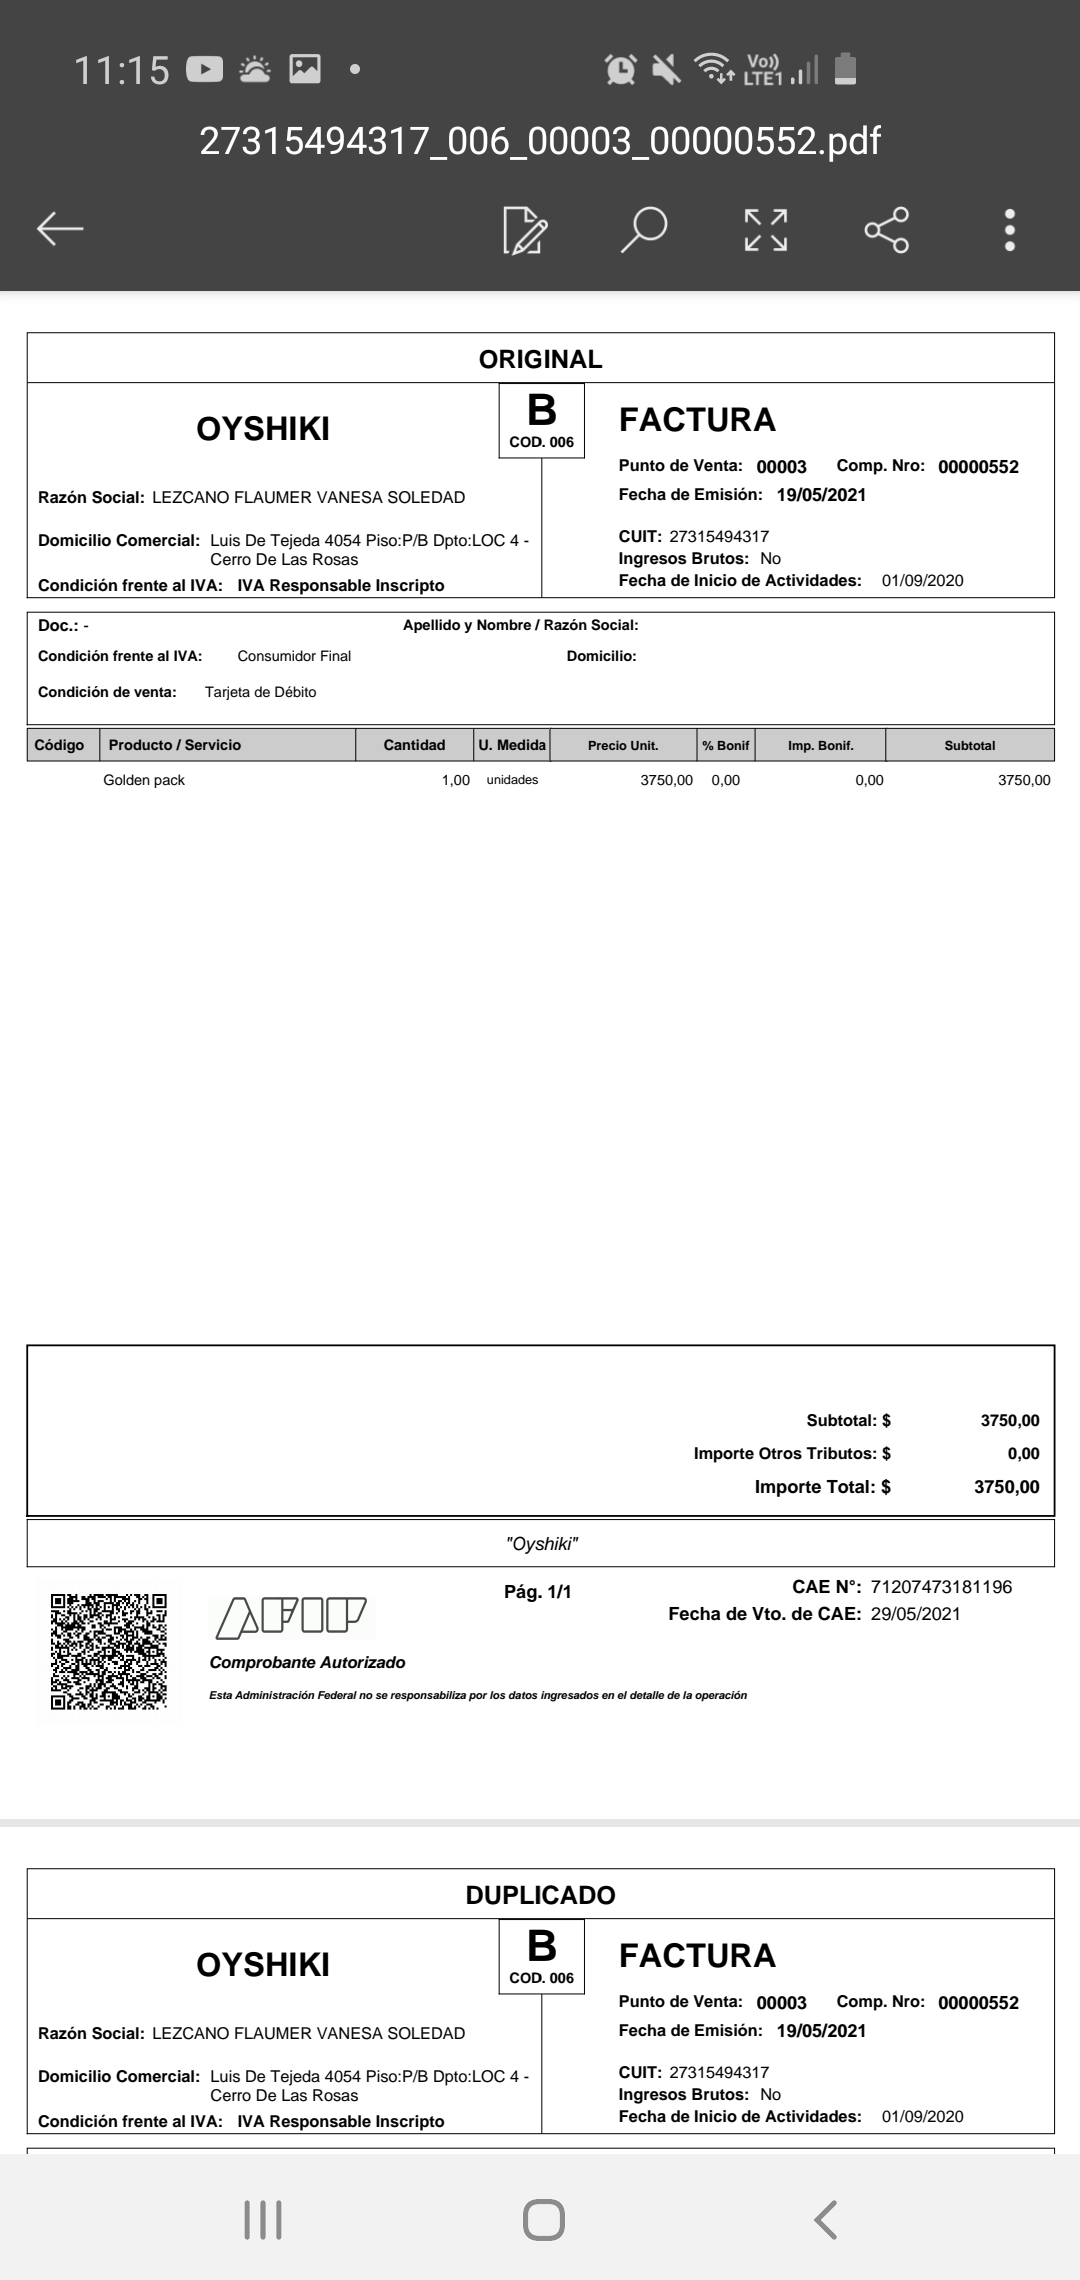 11:15
Vo)) LTE1
27315494317_006_00003_00000552.pdf
ORIGINAL
OYSHIKI
B
COD. 006
FACTURA
Punto de Venta: 00003 Comp. Nro: 00000552
Fecha de Emisión: 19/05/2021
Razón Social: LEZCANO FLAUMER VANESA SOLEDAD
Domicilio Comercial: Luis De Tejeda 4054 Piso:P/B Dpto:LOC 4 -
Cerro De Las Rosas
Condición frente al IVA: IVA Responsable Inscripto
CUIT: 27315494317
Ingresos Brutos: No
Fecha de Inicio de Actividades: 01/09/2020
Doc.: - Apellido y Nombre / Razón Social:
Condición frente al IVA: Consumidor Final Domicilio:
Condición de venta: Tarjeta de Débito
Código Producto / Servicio Cantidad U. Medida Precio Unit. % Bonif Imp. Bonif. Subtotal
Golden pack 1,00 unidades 3750,00 0,00 0,00 3750,00
Subtotal: $ 3750,00
Importe Otros Tributos: $ 0,00
Importe Total: $ 3750,00
"Oyshiki"
AFIP
Pág. 1/1
CAE N°: 71207473181196
Fecha de Vto. de CAE: 29/05/2021
Comprobante Autorizado
Esta Administración Federal no se responsabiliza por los datos ingresados en el detalle de la operación
DUPLICADO
OYSHIKI
B
COD. 006
FACTURA
Punto de Venta: 00003 Comp. Nro: 00000552
Fecha de Emisión: 19/05/2021
Razón Social: LEZCANO FLAUMER VANESA SOLEDAD
Domicilio Comercial: Luis De Tejeda 4054 Piso:P/B Dpto:LOC 4 -
Cerro De Las Rosas
Condición frente al IVA: IVA Responsable Inscripto
CUIT: 27315494317
Ingresos Brutos: No
Fecha de Inicio de Actividades: 01/09/2020